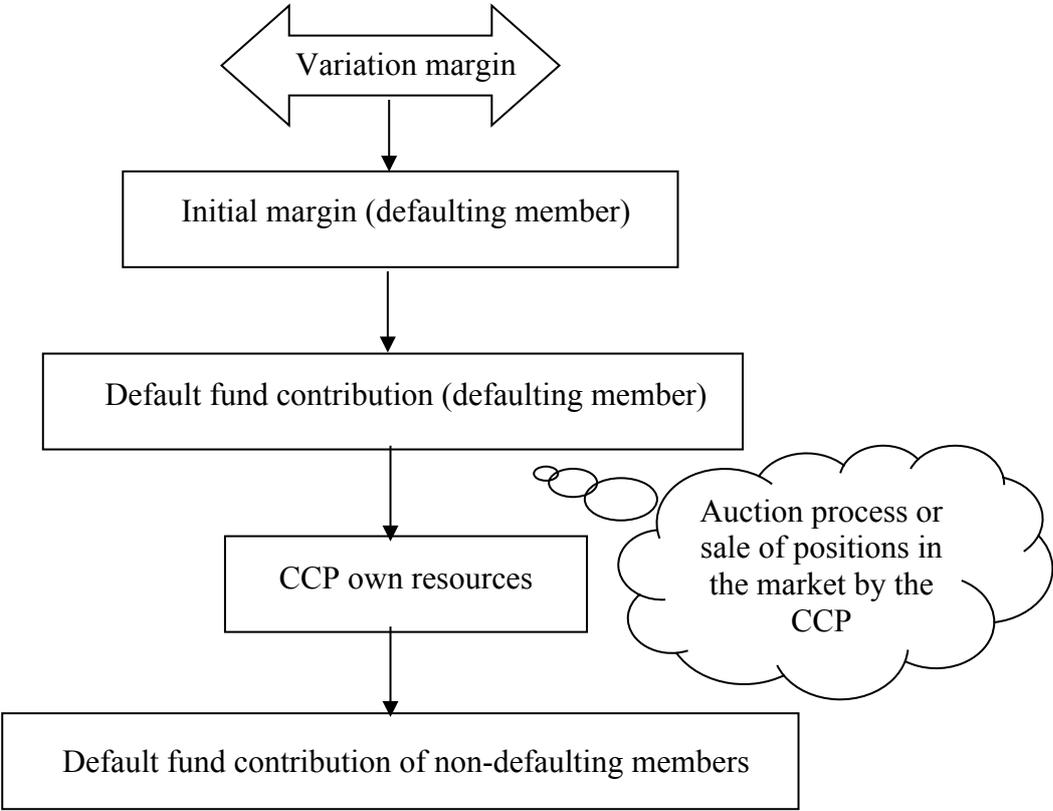 Variation margin
Initial margin (defaulting member)
Default fund contribution (defaulting member)
Auction process or
sale of positions in
the market by the
CCP
CCP own resources
Default fund contribution of non-defaulting members